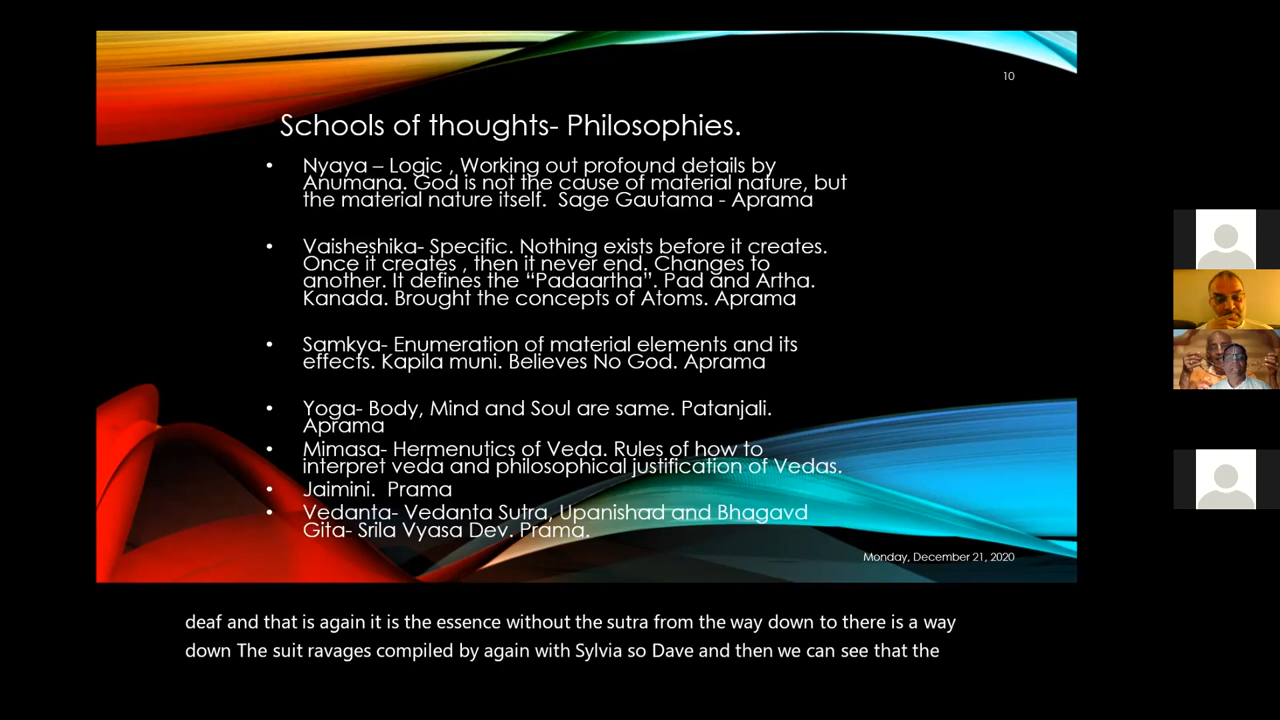 10
Schools of thoughts- Philosophies.
• Nyaya – Logic , Working out profound details by
Anumana. God is not the cause of material nature, but
the material nature itself.  Sage Gautama - Aprama
• Vaisheshika- Specific. Nothing exists before it creates.
Once it creates , then it never end. Changes to
another. It defines the “Padaartha”. Pad and Artha.
Kanada. Brought the concepts of Atoms. Aprama
• Samkya- Enumeration of material elements and its
effects. Kapila muni. Believes No God. Aprama
• Yoga- Body, Mind and Soul are same. Patanjali.
Aprama
• Mimasa- Hermenutics of Veda. Rules of how to
interpret veda and philosophical justification of Vedas.
• Jaimini.  Prama
• Vedanta- Vedanta Sutra, Upanishad and Bhagavd
Gita- Srila Vyasa Dev. Prama.
Monday, December 21, 2020
deaf and that is again it is the essence without the sutra from the way down to there is a way
down The suit ravages compiled by again with Sylvia so Dave and then we can see that the